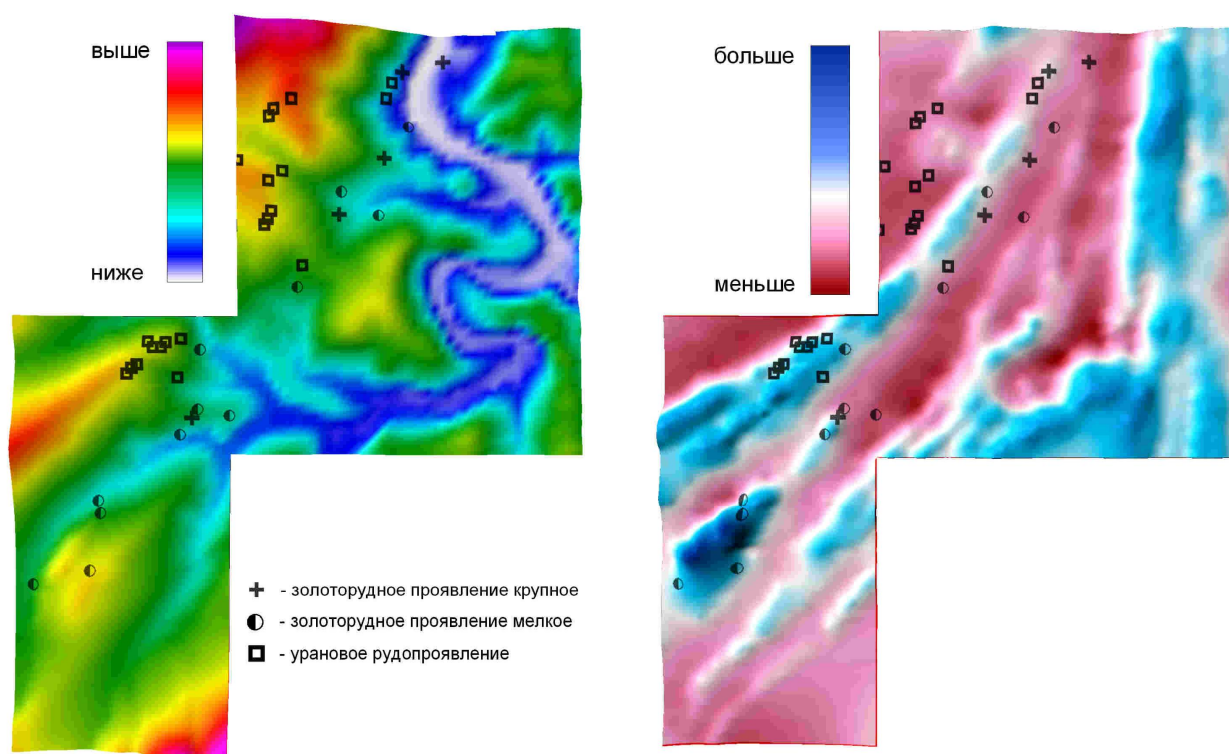 выше
ниже
- золоторудное проявление крупное
- золоторудное проявление мелкое
- урановое рудопроявление
больше
меньше